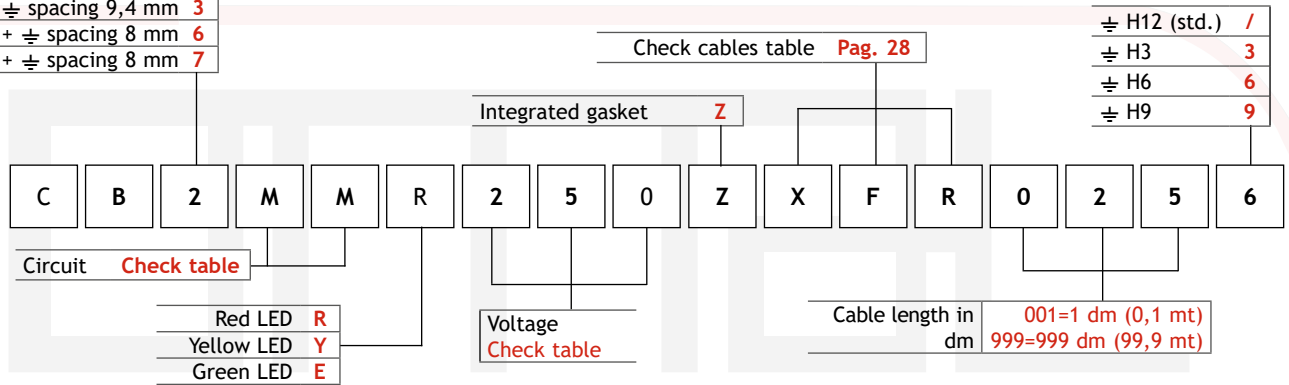 ⏚ spacing 9,4 mm 3
+ ⏚ spacing 8 mm 6
+ ⏚ spacing 8 mm 7
Check cables table Pag. 28
Integrated gasket Z
⏚ H12 (std.) /
⏚ H3 3
⏚ H6 6
⏚ H9 9
C B 2 M M R 2 5 0 Z X F R 0 2 5 6
Circuit Check table
Red LED R
Yellow LED Y
Green LED E
Voltage
Check table
Cable length in 001=1 dm (0,1 mt)
dm 999=999 dm (99,9 mt)